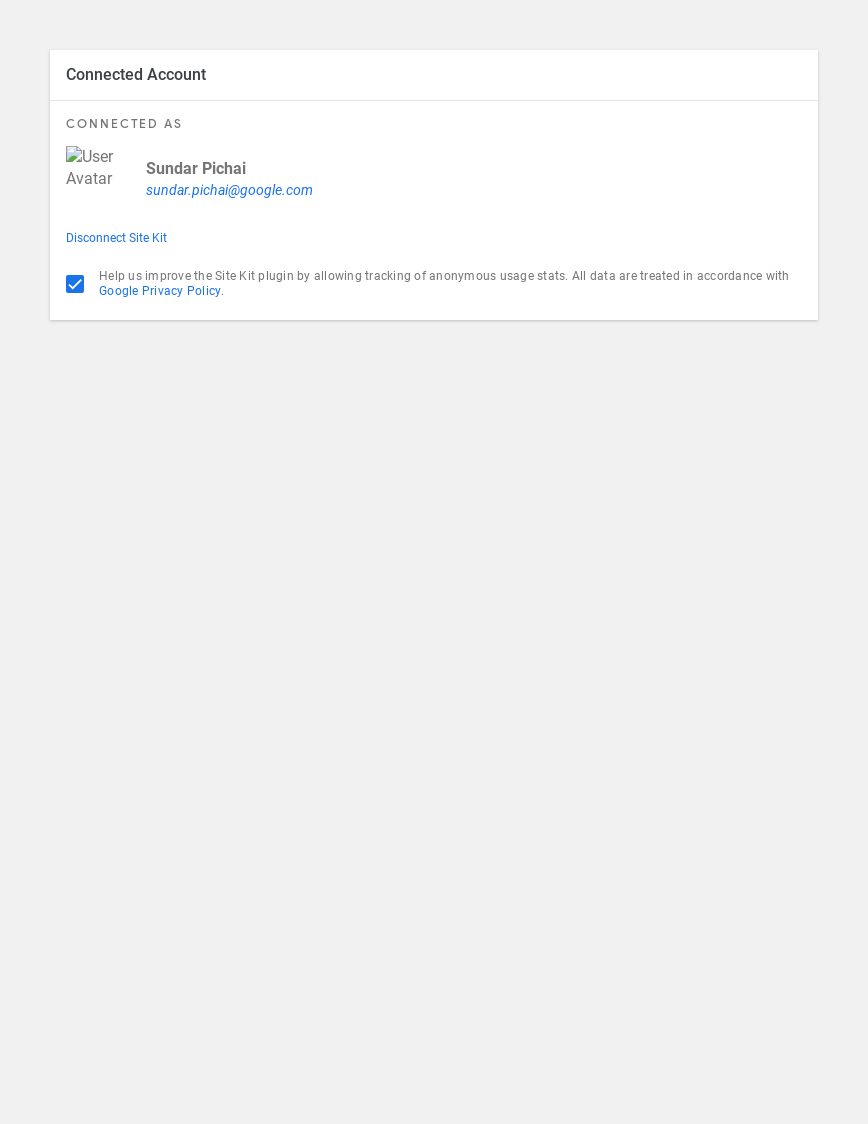 Connected Account
CONNECTED AS
User
Avatar
Sundar Pichai
sundar.pichai@google.com
Disconnect Site Kit
Help us improve the Site Kit plugin by allowing tracking of anonymous usage stats. All data are treated in accordance with
Google Privacy Policy.